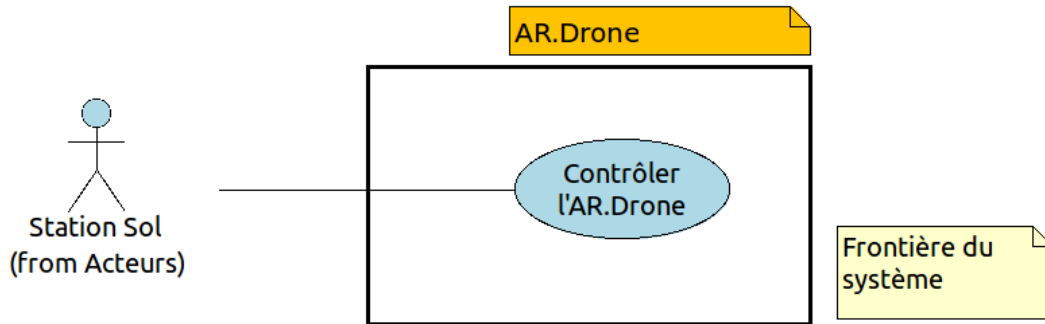 AR.Drone
Contrôler
l'AR.Drone
Station Sol
(from Acteurs)
Frontière du
système